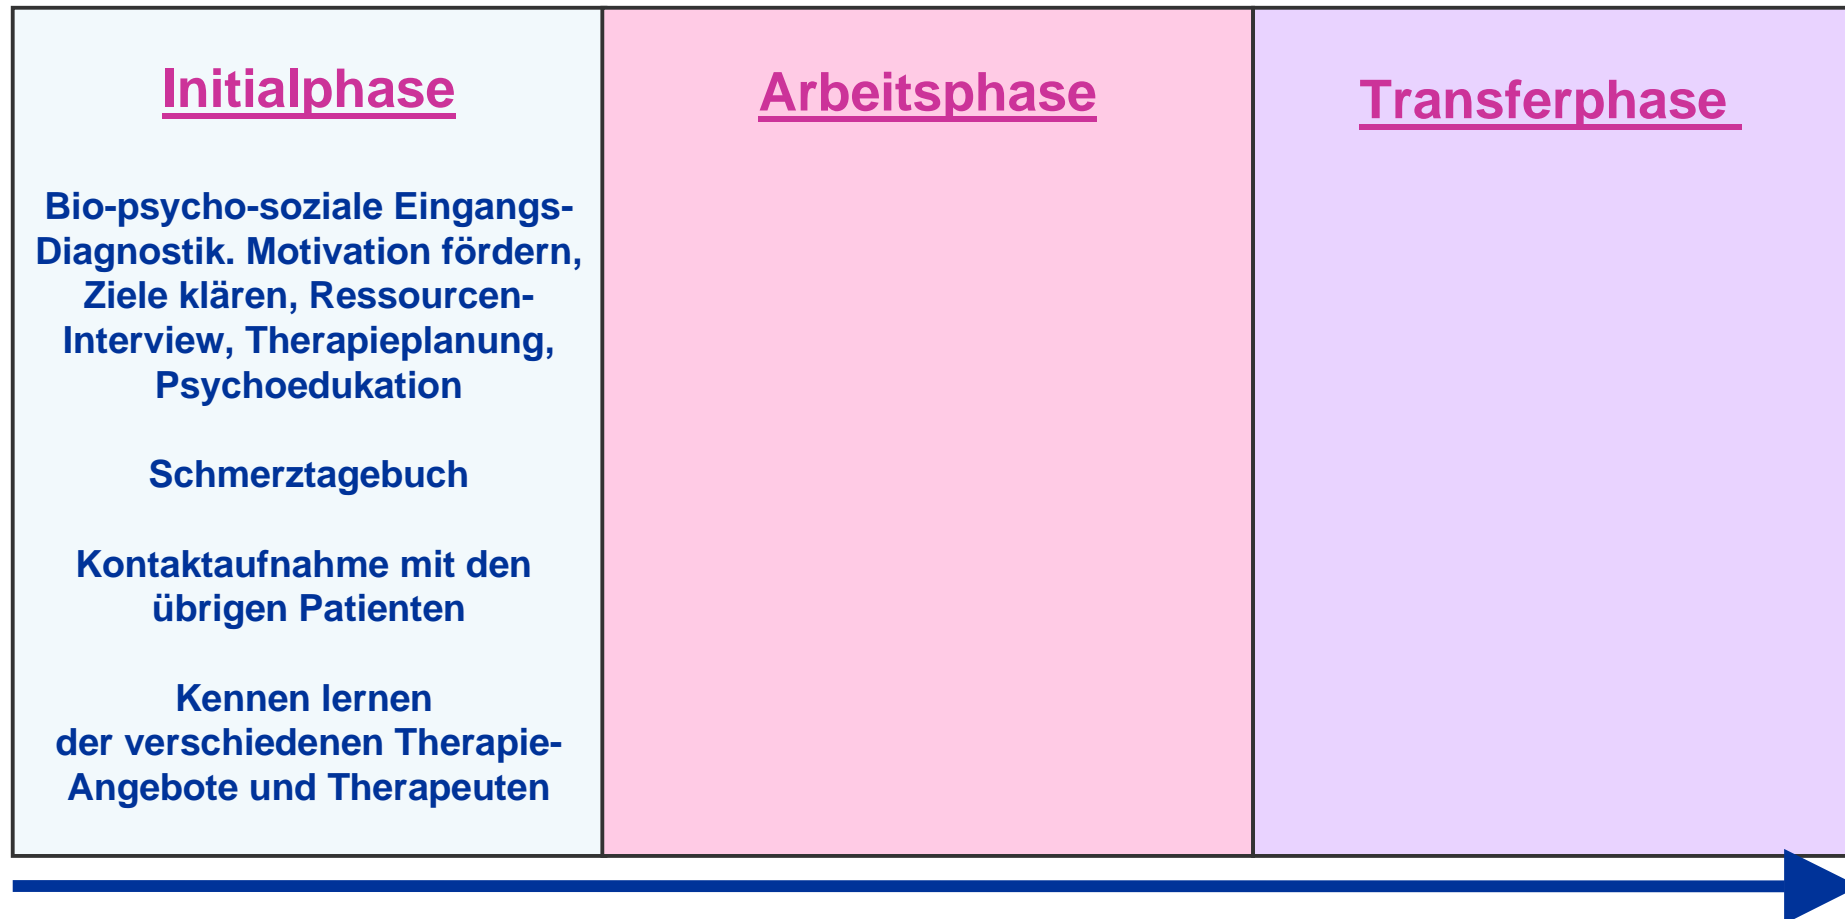 Initialphase
Bio-psycho-soziale Eingangs-
Diagnostik. Motivation fördern,
Ziele klären, Ressourcen-
Interview, Therapieplanung,
Psychoedukation
Schmerztagebuch
Kontaktaufnahme mit den
übrigen Patienten
Kennen lernen
der verschiedenen Therapie-
Angebote und Therapeuten
Arbeitsphase
Transferphase